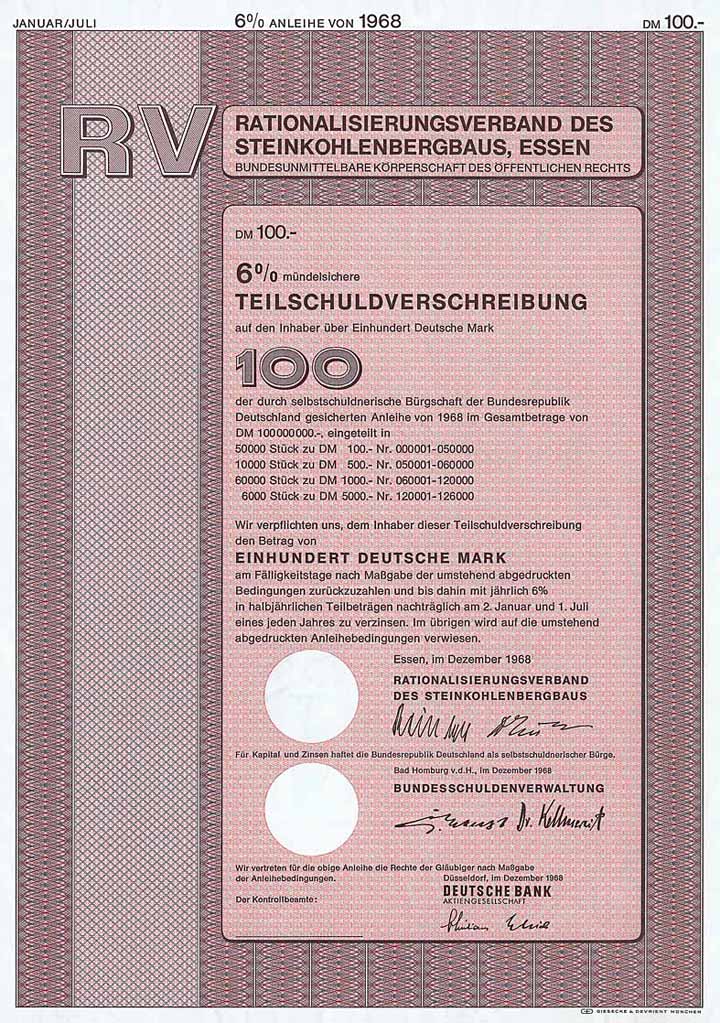 JANUAR/JULI 6% ANLEIHE VON 1968 DM 100.-
RV
RATIONALISIERUNGSVERBAND DES
STEINKOHLENBERGBAUS, ESSEN
BUNDESUNMITTELBARE KÖRPERSCHAFT DES ÖFFENTLICHEN RECHTS
DM 100.-
6% mündelsichere
TEILSCHULDVERSCHREIBUNG
auf den Inhaber über Einhundert Deutsche Mark
100
der durch selbstschuldnerische Bürgschaft der Bundesrepublik
Deutschland gesicherten Anleihe von 1968 im Gesamtbetrage von
DM 100000000.-, eingeteilt in
50000 Stück zu DM 100.- Nr. 000001-050000
10000 Stück zu DM 500.- Nr. 050001-060000
60000 Stück zu DM 1000.- Nr. 060001-120000
6000 Stück zu DM 5000.- Nr. 120001-126000
Wir verpflichten uns, dem Inhaber dieser Teilschuldverschreibung
den Betrag von
EINHUNDERT DEUTSCHE MARK
am Fälligkeitstage nach Maßgabe der umstehend abgedruckten
Bedingungen zurückzuzahlen und bis dahin mit jährlich 6%
in halbjährlichen Teilbeträgen nachträglich am 2. Januar und 1. Juli
eines jeden Jahres zu verzinsen. Im übrigen wird auf die umstehend
abgedruckten Anleihebedingungen verwiesen.
Essen, im Dezember 1968
RATIONALISIERUNGSVERBAND
DES STEINKOHLENBERGBAUS
Für Kapital und Zinsen haftet die Bundesrepublik Deutschland als selbstschuldnerischer Bürge.
Bad Homburg v.d.H., im Dezember 1968
BUNDESSCHULDENVERWALTUNG
Dr.
Wir vertreten für die obige Anleihe die Rechte der Gläubiger nach Maßgabe
der Anleihebedingungen.
Düsseldorf, im Dezember 1968
DEUTSCHE BANK
AKTIENGESELLSCHAFT
Der Kontrollbeamte:
GIESECKE & DEVRIENT MÜNCHEN